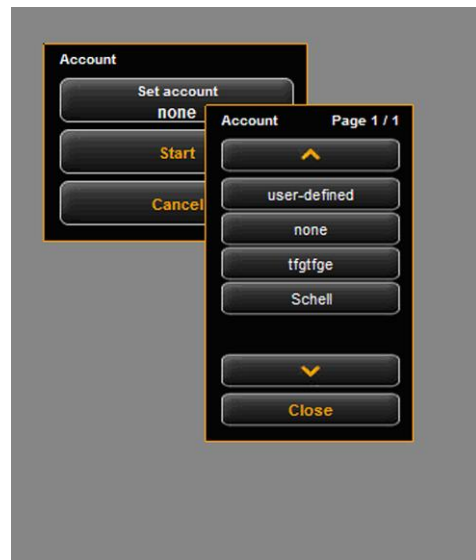 Account
Set account
none
Start
Cancel
Account Page 1 / 1
user-defined
none
tfgtfge
Schell
Close